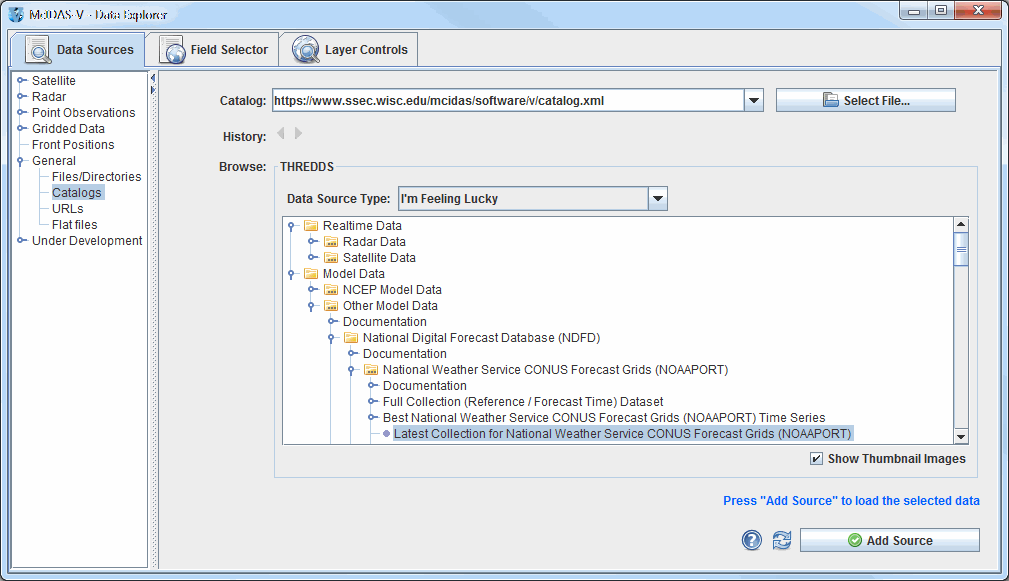 McIDAS-V - Data Explorer
Data Sources
Field Selector
Layer Controls
Satellite
Radar
Point Observations
Gridded Data
Front Positions
General
Files/Directories
Catalogs
URLs
Flat files
Under Development
Catalog: https://www.ssec.wisc.edu/mcidas/software/v/catalog.xml Select File...
History:
Browse: THREDDS
Data Source Type: I'm Feeling Lucky
Realtime Data
Radar Data
Satellite Data
Model Data
NCEP Model Data
Other Model Data
Documentation
National Digital Forecast Database (NDFD)
Documentation
National Weather Service CONUS Forecast Grids (NOAAPORT)
Documentation
Full Collection (Reference / Forecast Time) Dataset
Best National Weather Service CONUS Forecast Grids (NOAAPORT) Time Series
Latest Collection for National Weather Service CONUS Forecast Grids (NOAAPORT)
Show Thumbnail Images
Press "Add Source" to load the selected data
? Add Source